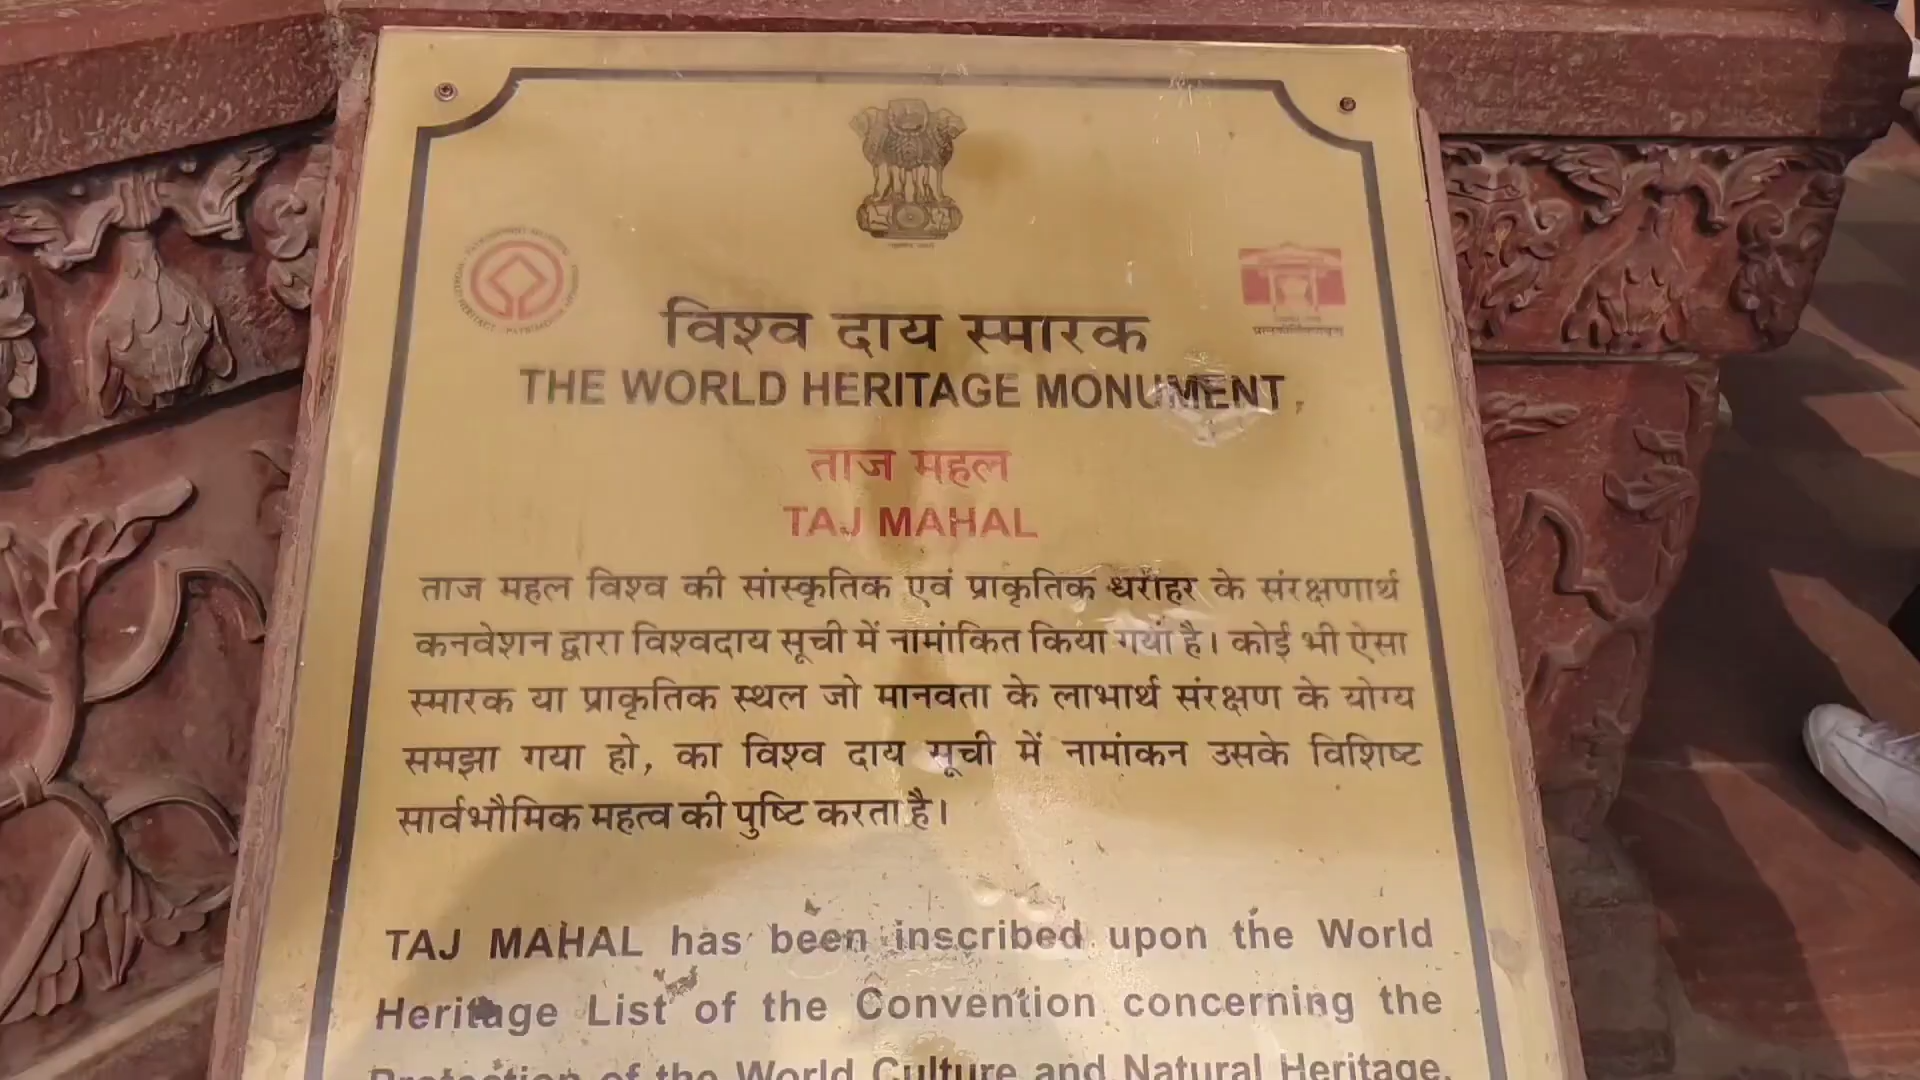 विश्व दाय स्मारक
THE WORLD HERITAGE MONUMENT
ताज महल
TAJ MAHAL
ताज महल विश्व की सांस्कृतिक एवं प्राकृतिक धरोहर के संरक्षणार्थ
कनवेशन द्वारा विश्वदाय सूची में नामांकित किया गया है। कोई भी ऐसा
स्मारक या प्राकृतिक स्थल जो मानवता के लाभार्थ संरक्षण के योग्य
समझा गया हो, का विश्व दाय सूची में नामांकन उसके विशिष्ट
सार्वभौमिक महत्व की पुष्टि करता है।
TAJ MAHAL has been inscribed upon the World
Heritage List of the Convention concerning the
Protection of the World Culture and Natural Heritage.